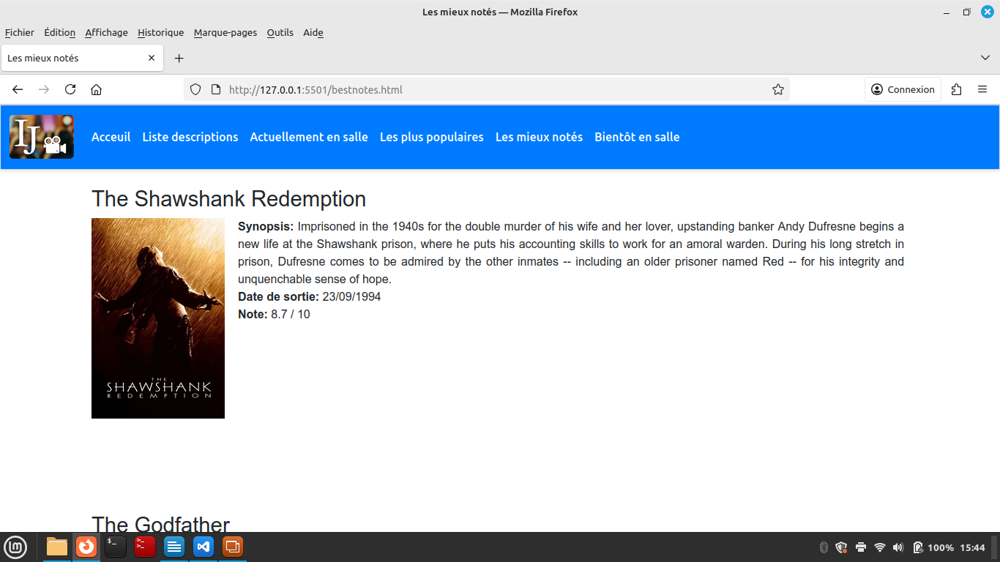 Les mieux notés — Mozilla Firefox
Fichier Édition Affichage Historique Marque-pages Outils Aide
Les mieux notés
http://127.0.0.1:5501/bestnotes.html
Connexion
IJ
Acceuil Liste descriptions Actuellement en salle Les plus populaires Les mieux notés Bientôt en salle
The Shawshank Redemption
Synopsis: Imprisoned in the 1940s for the double murder of his wife and her lover, upstanding banker Andy Dufresne begins a
new life at the Shawshank prison, where he puts his accounting skills to work for an amoral warden. During his long stretch in
prison, Dufresne comes to be admired by the other inmates -- including an older prisoner named Red -- for his integrity and
unquenchable sense of hope.
Date de sortie: 23/09/1994
Note: 8.7 / 10
THE
SHAWSHANK
REDEMPTION
The Godfather
100% 15:44